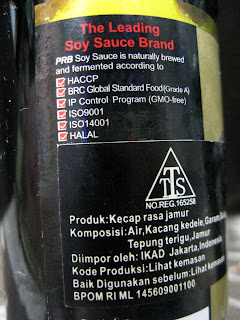 The Leading
Soy Sauce Brand
PRB Soy Sauce is naturally brewed
and fermented according to
HACCP
BRC Global Standard Food(Grade A)
IP Control Program (GMO-free)
ISO9001
ISO14001
HALAL
TTS
NO.REG.165258
Produk:Kecap rasa jamur
Komposisi:Air,Kacang kedele,Garam,
Tepung terigu,Jamur
Diimpor oleh: IKAD Jakarta,Indonesia
Kode Produksi:Lihat kemasan
Baik Digunakan sebelum:Lihat kemasan
BPOM RI ML 145609001100